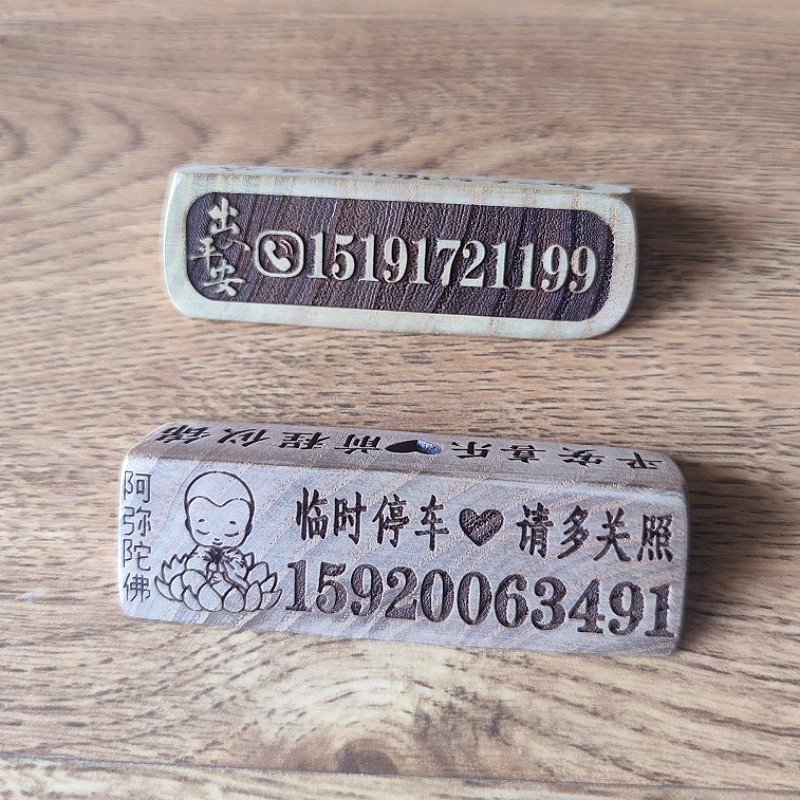 出入平安
15191721199
平安喜乐♥前程似锦
阿弥陀佛
临时停车♥请多关照
15920063491